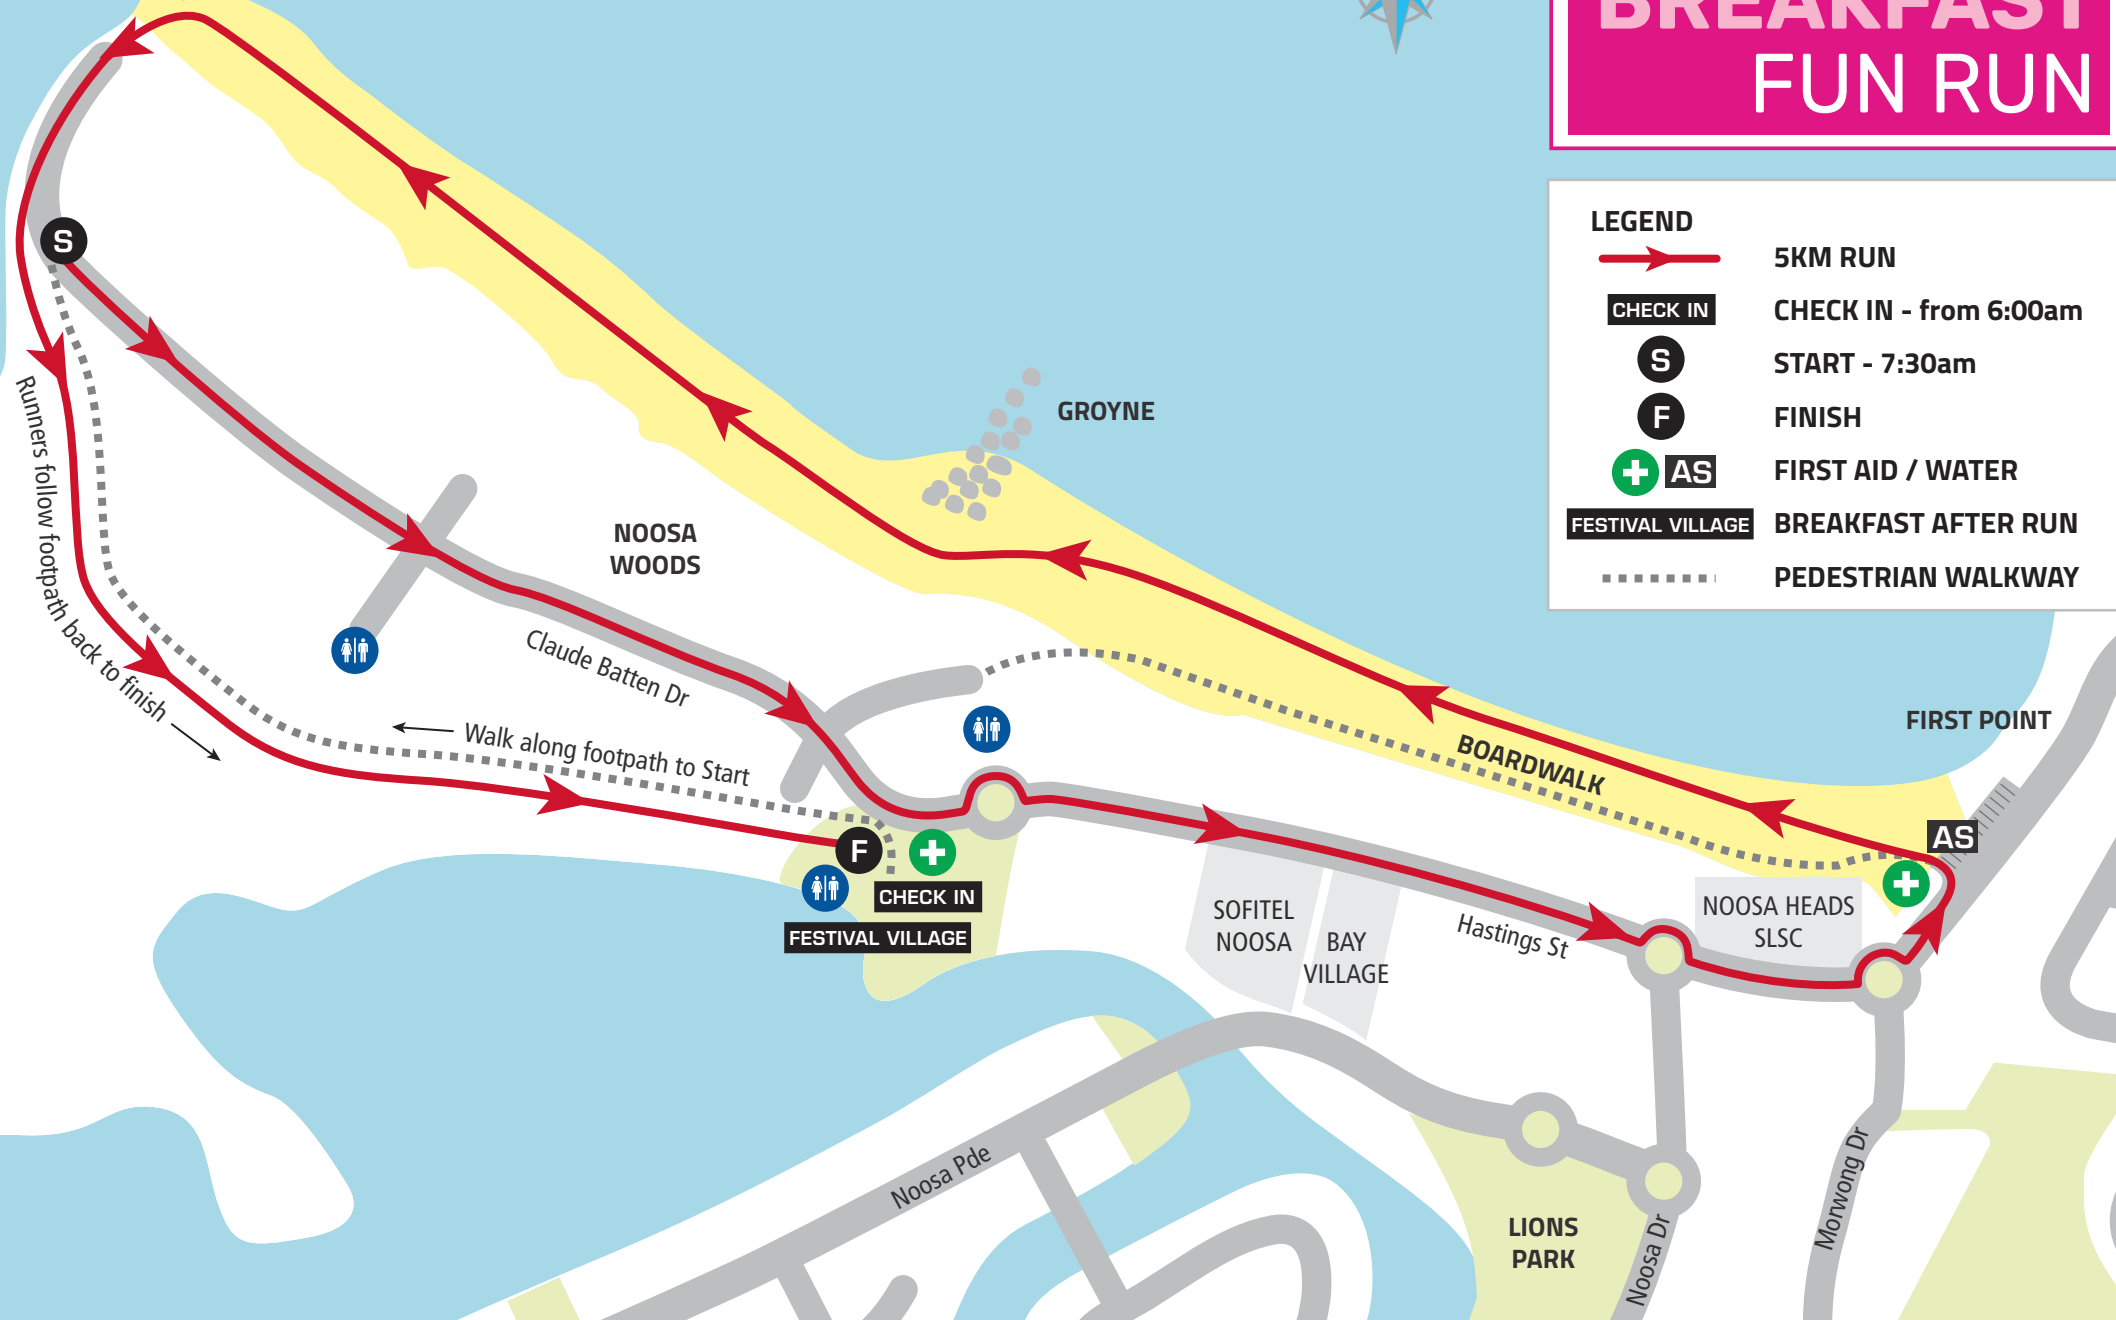 BREAKFAST
FUN RUN
LEGEND
5KM RUN
CHECK IN
CHECK IN - from 6:00am
S
START - 7:30am
F
FINISH
AS
FIRST AID / WATER
FESTIVAL VILLAGE
BREAKFAST AFTER RUN
PEDESTRIAN WALKWAY
S
GROYNE
NOOSA
WOODS
Runners follow footpath back to finish
Claude Batten Dr
Walk along footpath to Start
BOARDWALK
FIRST POINT
AS
F
CHECK IN
FESTIVAL VILLAGE
SOFITEL
NOOSA
BAY
VILLAGE
Hastings St
NOOSA HEADS
SLSC
Noosa Pde
LIONS
PARK
Noosa Dr
Morwong Dr